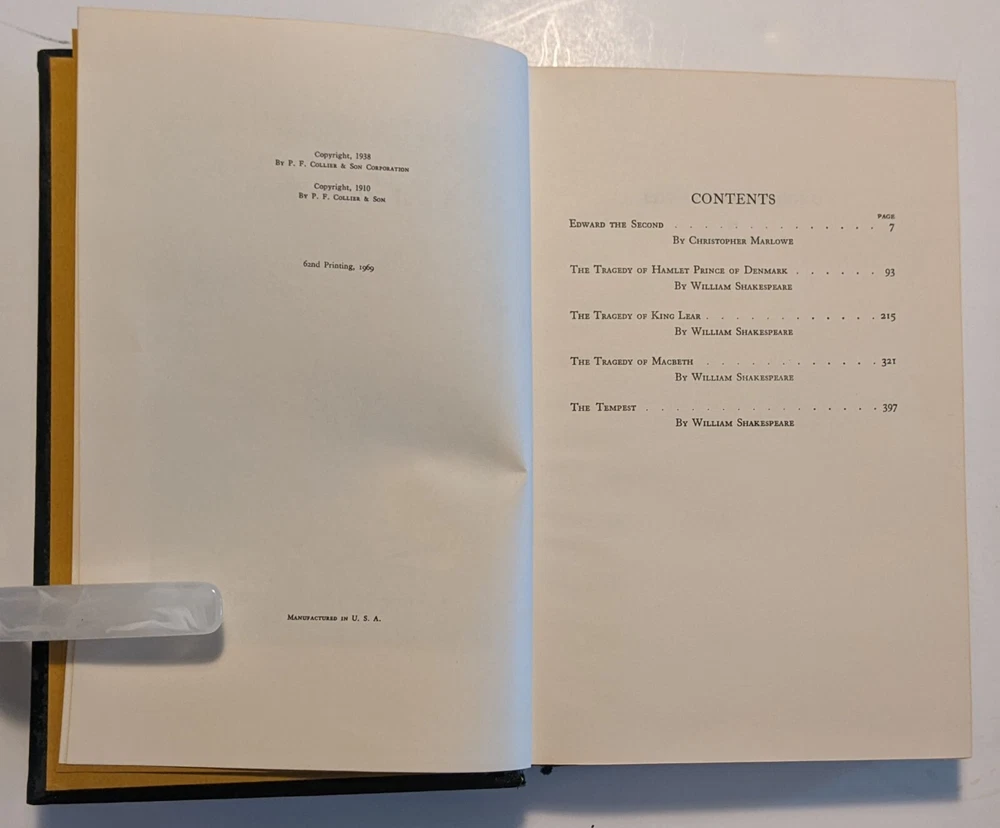 Copyright, 1938
By P. F. Collier & Son Corporation
Copyright, 1910
By P. F. Collier & Son
62nd Printing, 1969
Manufactured in U. S. A.
CONTENTS
PAGE
Edward the Second . . . . . . . . . . . . . 7
By Christopher Marlowe
The Tragedy of Hamlet Prince of Denmark . . . . . . 93
By William Shakespeare
The Tragedy of King Lear . . . . . . . . . . . 215
By William Shakespeare
The Tragedy of Macbeth . . . . . . . . . . . 321
By William Shakespeare
The Tempest . . . . . . . . . . . . . . . 397
By William Shakespeare